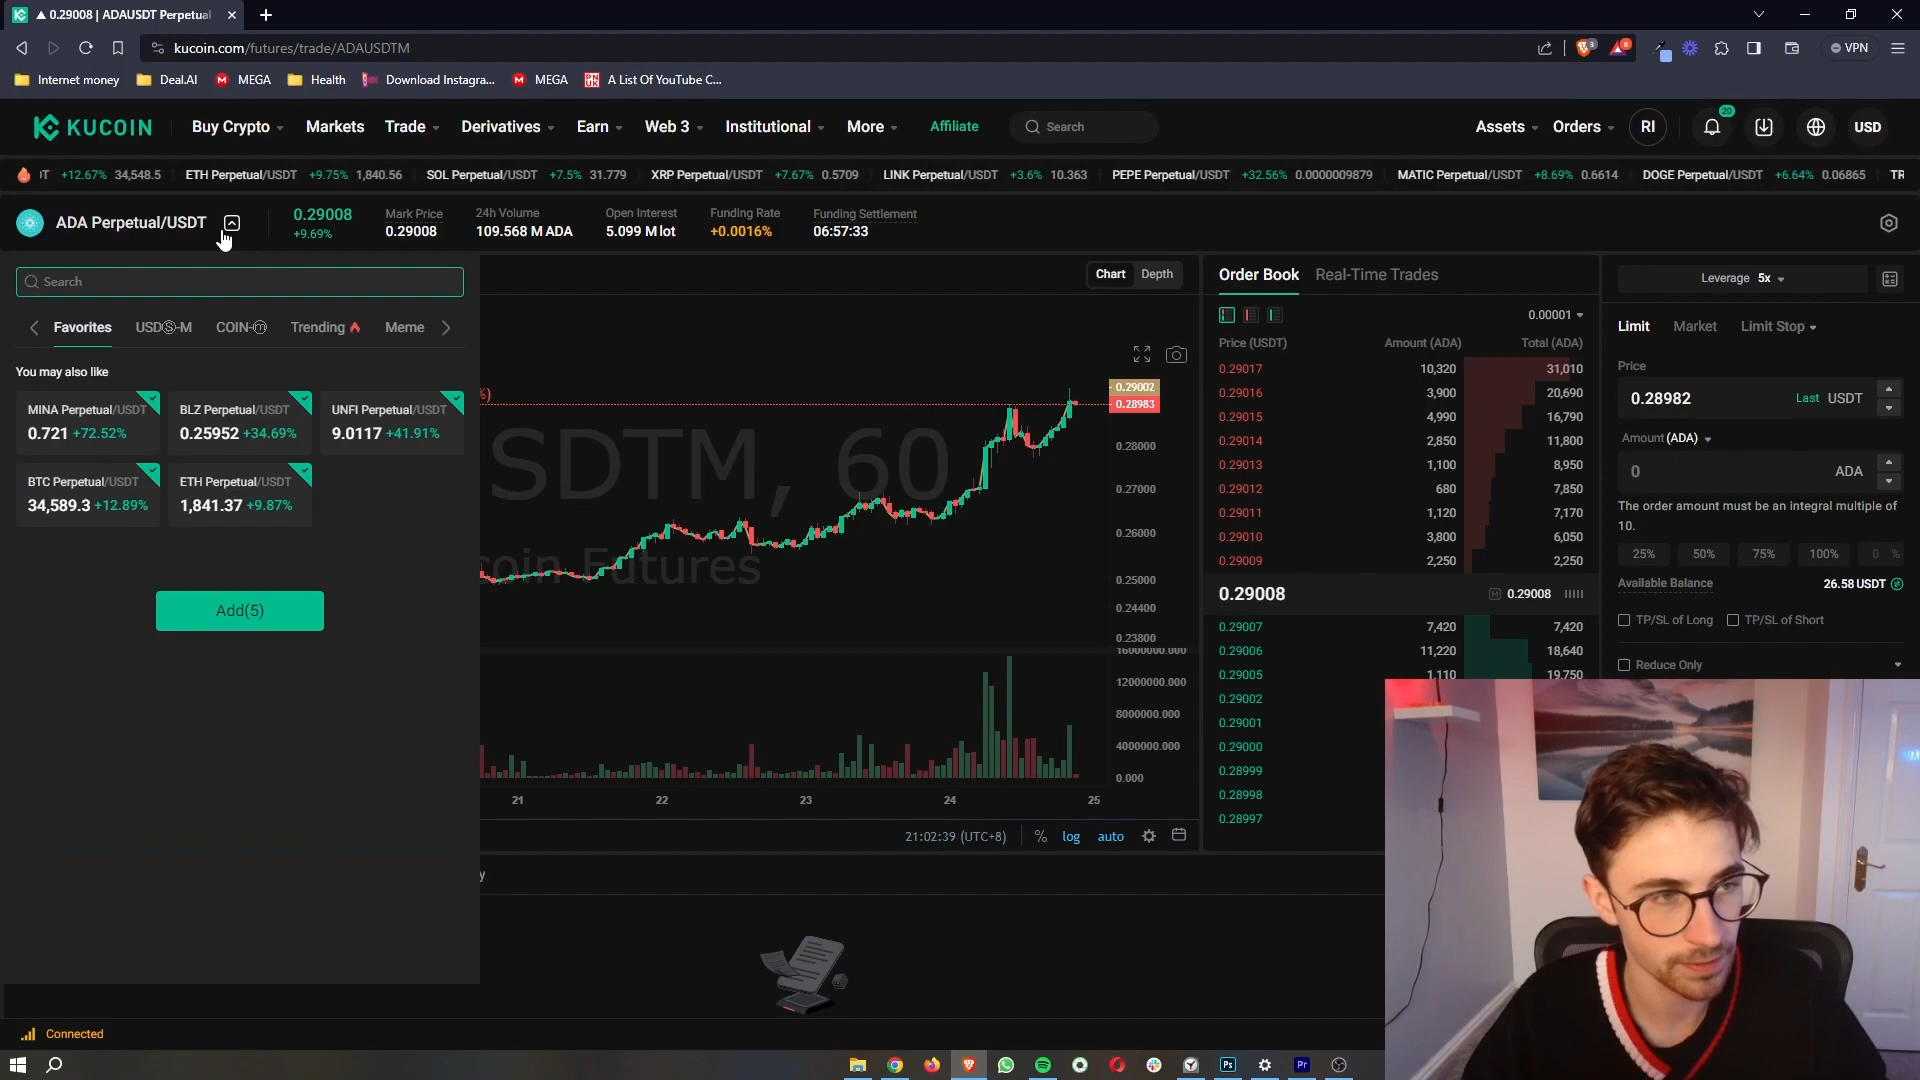 ▲ 0.29008 | ADAUSDT Perpetual
kucoin.com/futures/trade/ADAUSDTM
VPN
Internet money
Deal.AI
MEGA
Health
Download Instagra...
MEGA
A List Of YouTube C...
KUCOIN
Buy Crypto
Markets
Trade
Derivatives
Earn
Web 3
Institutional
More
Affiliate
Search
Assets
Orders
RI
20
USD
+12.67% 34,548.5
ETH Perpetual/USDT +9.75% 1,840.56
SOL Perpetual/USDT +7.5% 31.779
XRP Perpetual/USDT +7.67% 0.5709
LINK Perpetual/USDT +3.6% 10.363
PEPE Perpetual/USDT +32.56% 0.0000009879
MATIC Perpetual/USDT +8.69% 0.6614
DOGE Perpetual/USDT +6.64% 0.06865
TR
ADA Perpetual/USDT
0.29008
+9.69%
Mark Price
0.29008
24h Volume
109.568 M ADA
Open Interest
5.099 M lot
Funding Rate
+0.0016%
Funding Settlement
06:57:33
Search
Favorites
USDⓈ-M
COIN-ⓜ
Trending
Meme
You may also like
MINA Perpetual/USDT
0.721 +72.52%
BLZ Perpetual/USDT
0.25952 +34.69%
UNFI Perpetual/USDT
9.0117 +41.91%
BTC Perpetual/USDT
34,589.3 +12.89%
ETH Perpetual/USDT
1,841.37 +9.87%
Add(5)
Chart
Depth
%)
SDTM, 60
coin Futures
0.29002
0.28983
0.28000
0.27000
0.26000
0.25000
0.24400
0.23800
16000000.000
12000000.000
8000000.000
4000000.000
0.000
21
22
23
24
25
21:02:39 (UTC+8)
%
log
auto
y
Order Book
Real-Time Trades
0.00001
Price (USDT) Amount (ADA) Total (ADA)
0.29017 10,320 31,010
0.29016 3,900 20,690
0.29015 4,990 16,790
0.29014 2,850 11,800
0.29013 1,100 8,950
0.29012 680 7,850
0.29011 1,120 7,170
0.29010 3,800 6,050
0.29009 2,250 2,250
0.29008 M 0.29008
0.29007 7,420 7,420
0.29006 11,220 18,640
0.29005 1,110 19,750
0.29002
0.29001
0.29000
0.28999
0.28998
0.28997
Leverage 5x
Limit
Market
Limit Stop
Price
0.28982 Last USDT
Amount (ADA)
0 ADA
The order amount must be an integral multiple of
10.
25%
50%
75%
100%
0 %
Available Balance 26.58 USDT
TP/SL of Long
TP/SL of Short
Reduce Only
Connected
Ps
Pr